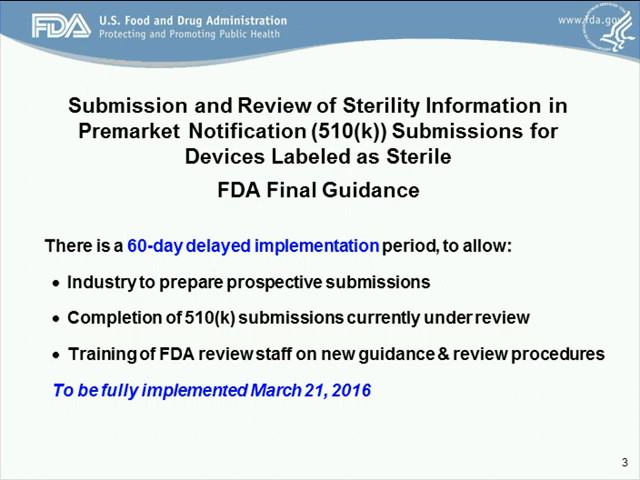 FDA
U.S. Food and Drug Administration
Protecting and Promoting Public Health
www.fda.gov
Submission and Review of Sterility Information in
Premarket Notification (510(k)) Submissions for
Devices Labeled as Sterile
FDA Final Guidance
There is a 60-day delayed implementation period, to allow:
• Industry to prepare prospective submissions
• Completion of 510(k) submissions currently under review
• Training of FDA review staff on new guidance & review procedures
To be fully implemented March 21, 2016
3